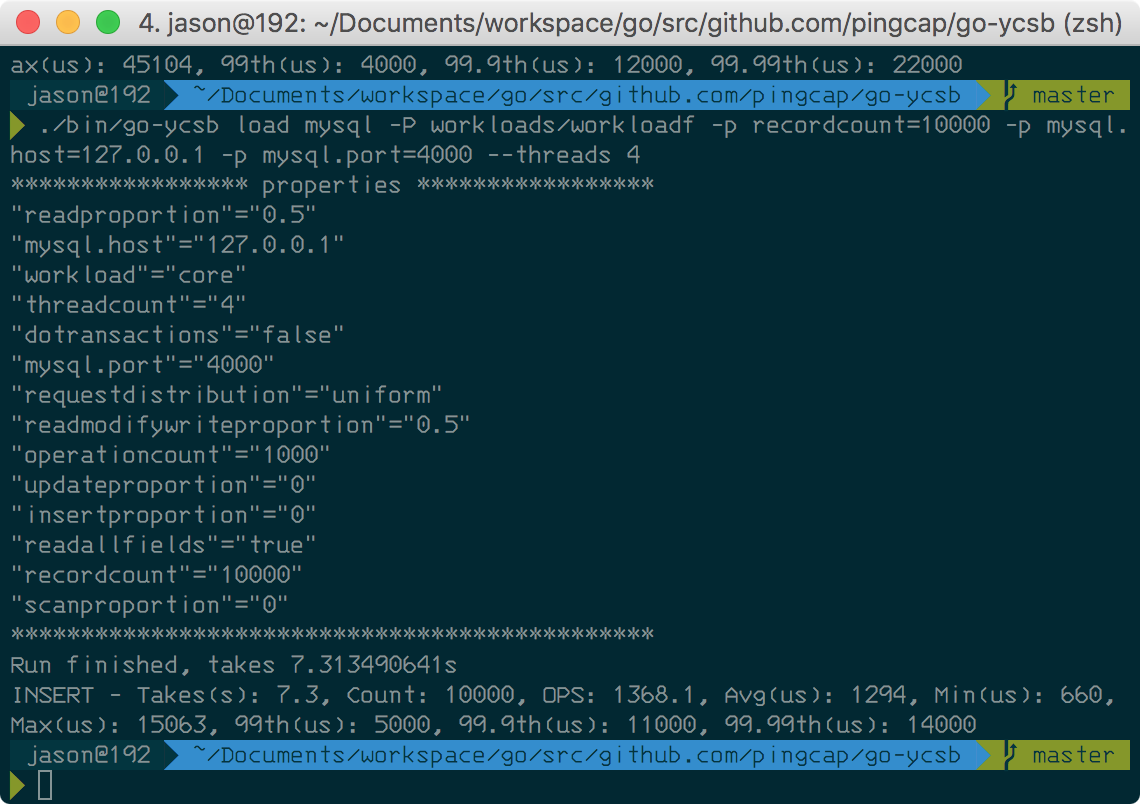 4. jason@192: ~/Documents/workspace/go/src/github.com/pingcap/go-ycsb (zsh)
ax(us): 45104, 99th(us): 4000, 99.9th(us): 12000, 99.99th(us): 22000
jason@192 ~/Documents/workspace/go/src/github.com/pingcap/go-ycsb master
./bin/go-ycsb load mysql -P workloads/workloadf -p recordcount=10000 -p mysql.
host=127.0.0.1 -p mysql.port=4000 --threads 4
***************** properties *****************
"readproportion"="0.5"
"mysql.host"="127.0.0.1"
"workload"="core"
"threadcount"="4"
"dotransactions"="false"
"mysql.port"="4000"
"requestdistribution"="uniform"
"readmodifywriteproportion"="0.5"
"operationcount"="1000"
"updateproportion"="0"
"insertproportion"="0"
"readallfields"="true"
"recordcount"="10000"
"scanproportion"="0"
**********************************************
Run finished, takes 7.313490641s
INSERT - Takes(s): 7.3, Count: 10000, OPS: 1368.1, Avg(us): 1294, Min(us): 660,
Max(us): 15063, 99th(us): 5000, 99.9th(us): 11000, 99.99th(us): 14000
jason@192 ~/Documents/workspace/go/src/github.com/pingcap/go-ycsb master